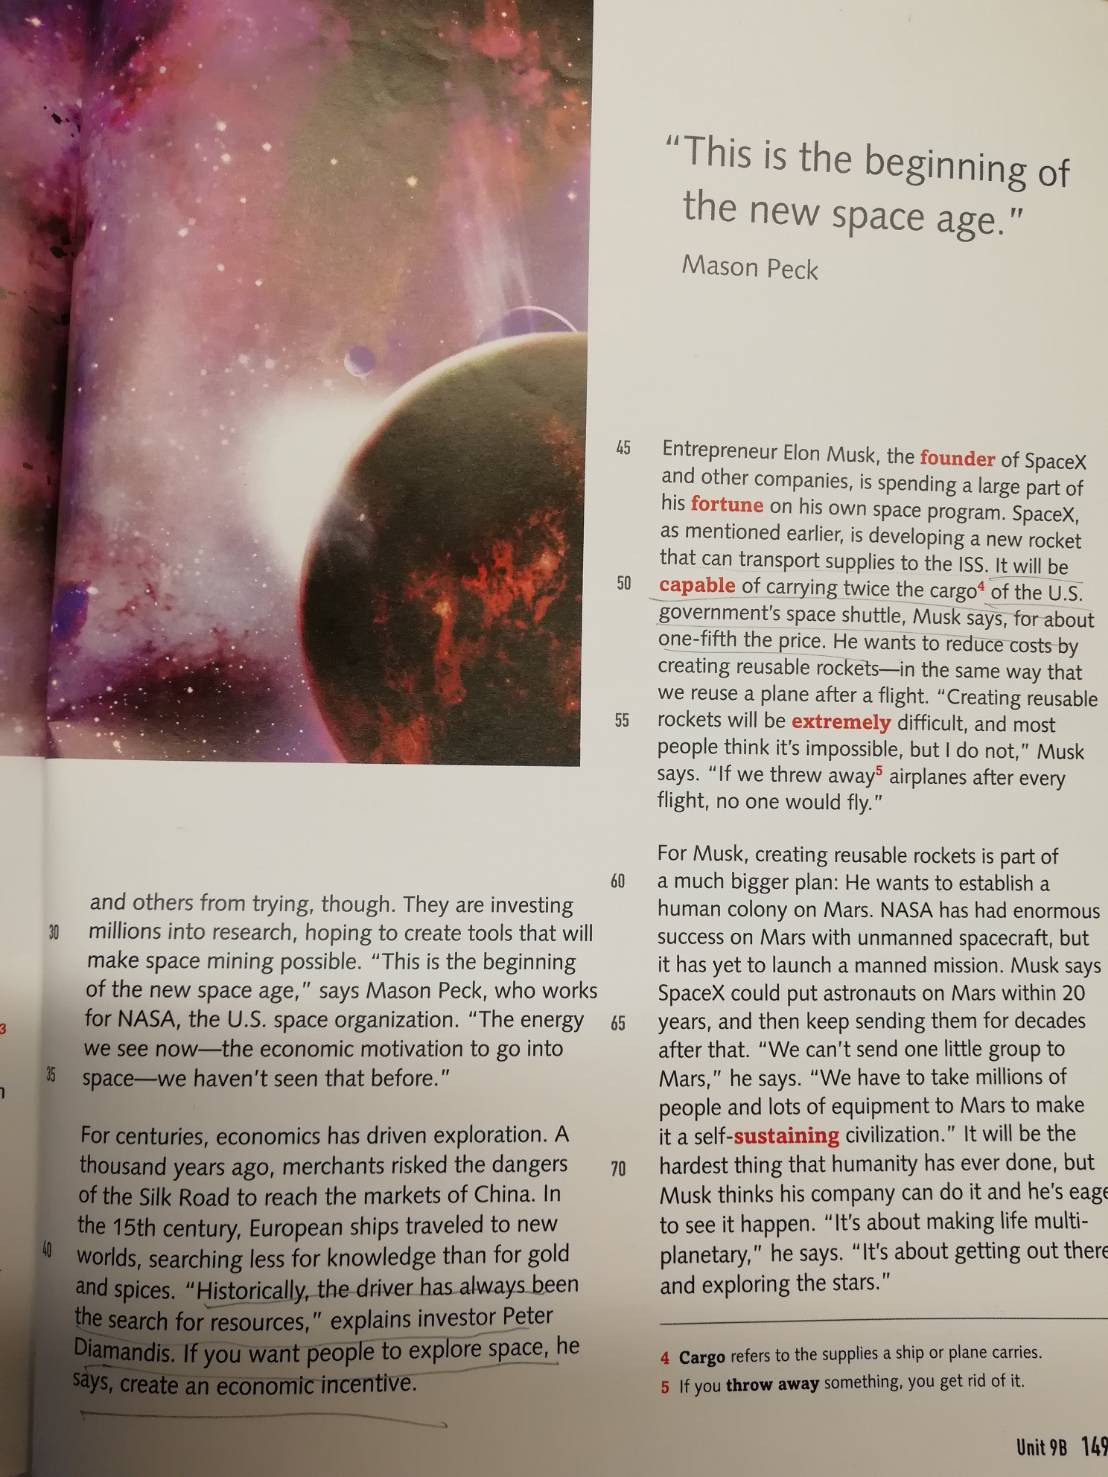 “This is the beginning of
the new space age.”
Mason Peck
and others from trying, though. They are investing
30 millions into research, hoping to create tools that will
make space mining possible. “This is the beginning
of the new space age,” says Mason Peck, who works
for NASA, the U.S. space organization. “The energy
we see now—the economic motivation to go into
35 space—we haven’t seen that before.”
For centuries, economics has driven exploration. A
thousand years ago, merchants risked the dangers
of the Silk Road to reach the markets of China. In
the 15th century, European ships traveled to new
40 worlds, searching less for knowledge than for gold
and spices. “Historically, the driver has always been
the search for resources,” explains investor Peter
Diamandis. If you want people to explore space, he
says, create an economic incentive.
3
45 Entrepreneur Elon Musk, the founder of SpaceX
and other companies, is spending a large part of
his fortune on his own space program. SpaceX,
as mentioned earlier, is developing a new rocket
that can transport supplies to the ISS. It will be
50 capable of carrying twice the cargo4 of the U.S.
government’s space shuttle, Musk says, for about
one-fifth the price. He wants to reduce costs by
creating reusable rockets—in the same way that
we reuse a plane after a flight. “Creating reusable
55 rockets will be extremely difficult, and most
people think it’s impossible, but I do not,” Musk
says. “If we threw away5 airplanes after every
flight, no one would fly.”
For Musk, creating reusable rockets is part of
60 a much bigger plan: He wants to establish a
human colony on Mars. NASA has had enormous
success on Mars with unmanned spacecraft, but
it has yet to launch a manned mission. Musk says
SpaceX could put astronauts on Mars within 20
65 years, and then keep sending them for decades
after that. “We can’t send one little group to
Mars,” he says. “We have to take millions of
people and lots of equipment to Mars to make
it a self-sustaining civilization.” It will be the
70 hardest thing that humanity has ever done, but
Musk thinks his company can do it and he’s eage
to see it happen. “It’s about making life multi-
planetary,” he says. “It’s about getting out there
and exploring the stars.”
4 Cargo refers to the supplies a ship or plane carries.
5 If you throw away something, you get rid of it.
Unit 9B 149